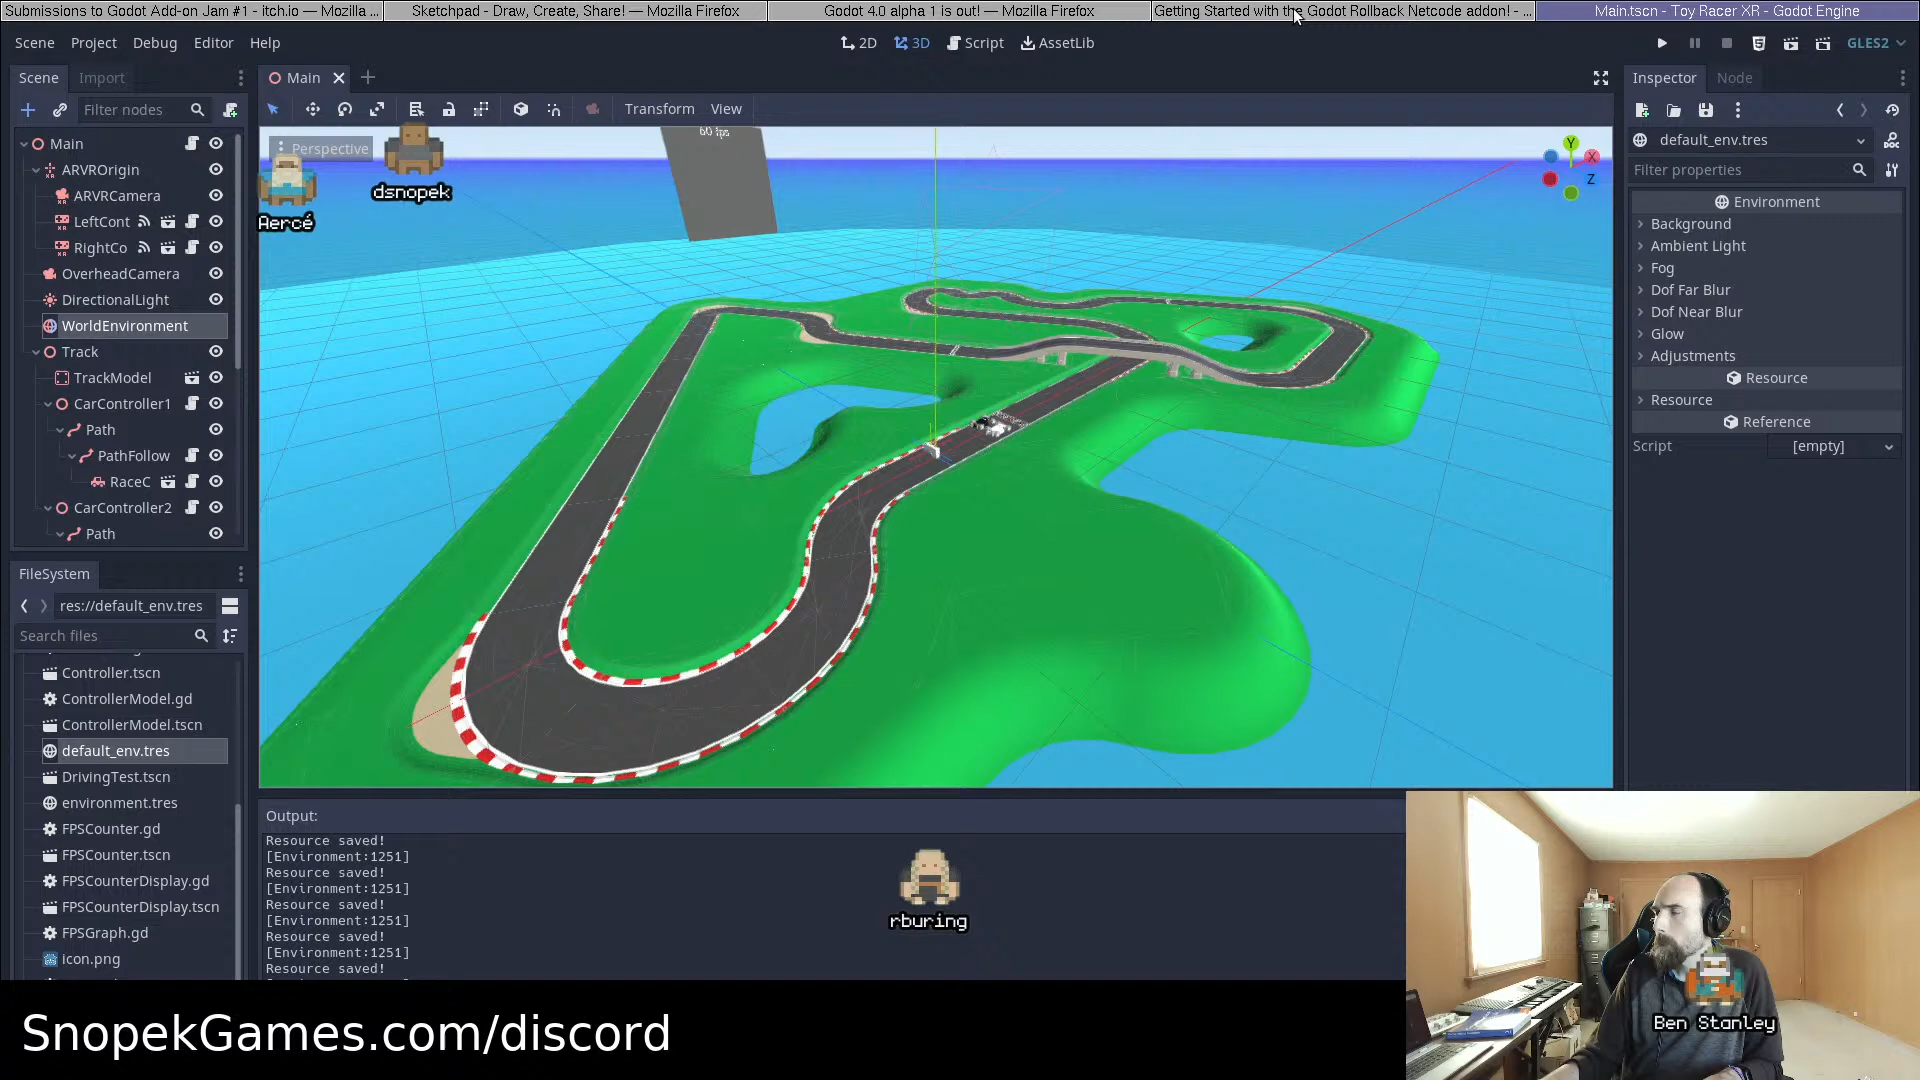 Submissions to Godot Add-on Jam #1 - itch.io — Mozilla ...
Sketchpad - Draw, Create, Share! — Mozilla Firefox
Godot 4.0 alpha 1 is out! — Mozilla Firefox
Getting Started with the Godot Rollback Netcode addon! - ...
Main.tscn - Toy Racer XR - Godot Engine
Scene Project Debug Editor Help
2D 3D Script AssetLib
GLES2
Scene Import
Main
Inspector Node
Filter nodes
Transform View
Perspective
60 fps
Y
X
Z
default_env.tres
Filter properties
Main
ARVROrigin
ARVRCamera
LeftCont
RightCo
OverheadCamera
DirectionalLight
WorldEnvironment
Track
TrackModel
CarController1
Path
PathFollow
RaceC
CarController2
Path
dsnopek
Aercé
Environment
Background
Ambient Light
Fog
Dof Far Blur
Dof Near Blur
Glow
Adjustments
Resource
Resource
Reference
Script [empty]
FileSystem
res://default_env.tres
Search files
Controller.tscn
ControllerModel.gd
ControllerModel.tscn
default_env.tres
DrivingTest.tscn
environment.tres
FPSCounter.gd
FPSCounter.tscn
FPSCounterDisplay.gd
FPSCounterDisplay.tscn
FPSGraph.gd
icon.png
Output:
Resource saved!
[Environment:1251]
Resource saved!
[Environment:1251]
Resource saved!
[Environment:1251]
Resource saved!
[Environment:1251]
Resource saved!
rburing
Ben Stanley
SnopekGames.com/discord